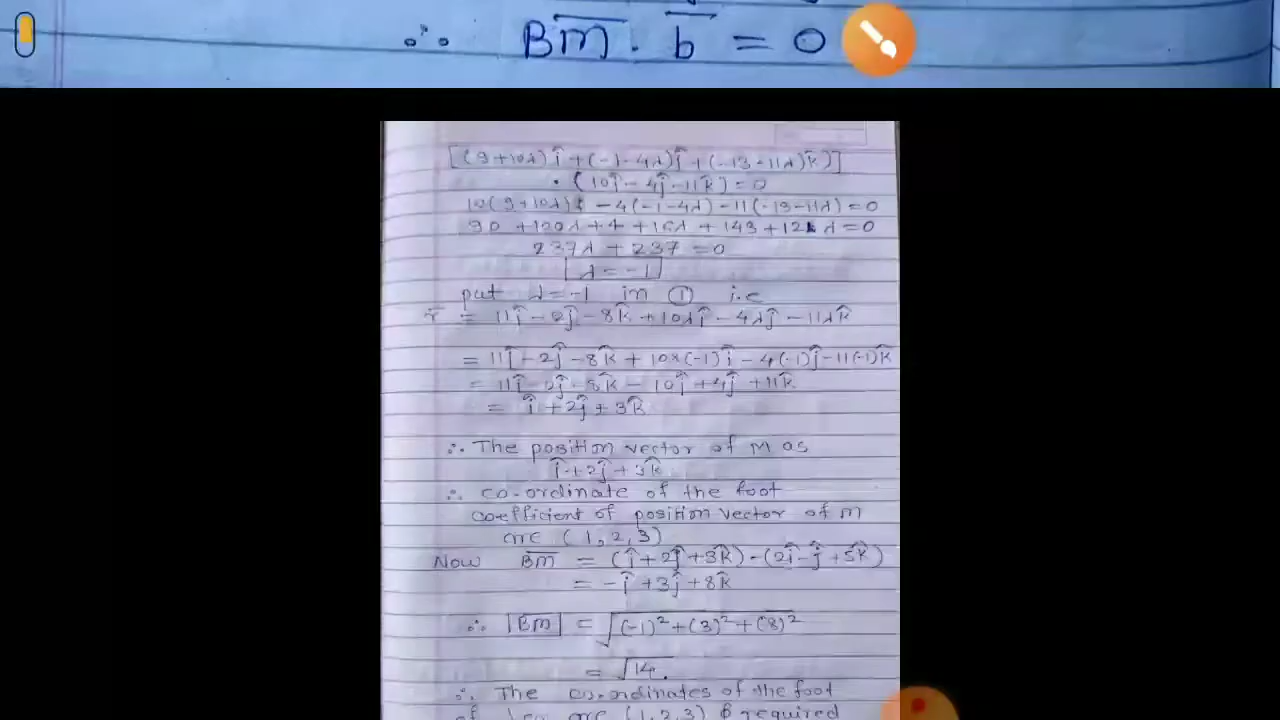 ∴ BM . b = 0
[(9+10λ)î + (-1-4λ)ĵ + (-13-11λ)k̂]
• (10î - 4ĵ - 11k̂) = 0
10(9+10λ) - 4(-1-4λ) - 11(-13-11λ) = 0
90 + 120λ + 4 + 16λ + 143 + 121λ = 0
237λ + 237 = 0
λ = -1
put λ = -1 in ① i.e
r̄ = 11î - 2ĵ - 8k̂ + 10λî - 4λĵ - 11λk̂
= 11î - 2ĵ - 8k̂ + 10×(-1)î - 4(-1)ĵ - 11(-1)k̂
= 11î - 2ĵ - 8k̂ - 10î + 4ĵ + 11k̂
= î + 2ĵ + 3k̂
∴ The position vector of M as
î + 2ĵ + 3k̂
∴ co-ordinate of the foot
coefficient of position vector of m
are (1,2,3)
Now BM = (î + 2ĵ + 3k̂) - (2î - ĵ + 5k̂)
= -î + 3ĵ + 8k̂
∴ |BM| = √(-1)² + (3)² + (8)²
= √14.
∴ The co-ordinates of the foot
of are (1,2,3) & required